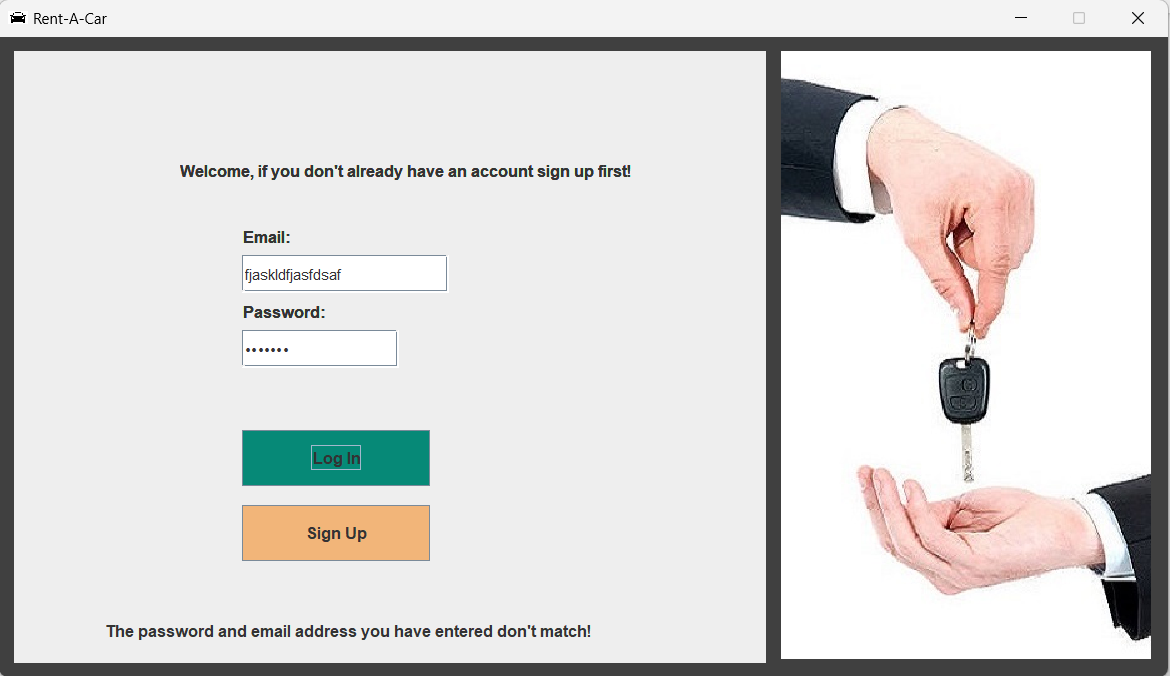 Rent-A-Car
Welcome, if you don't already have an account sign up first!
Email:
fjaskldfjasfdsaf
Password:
•••••••
Log In
Sign Up
The password and email address you have entered don't match!